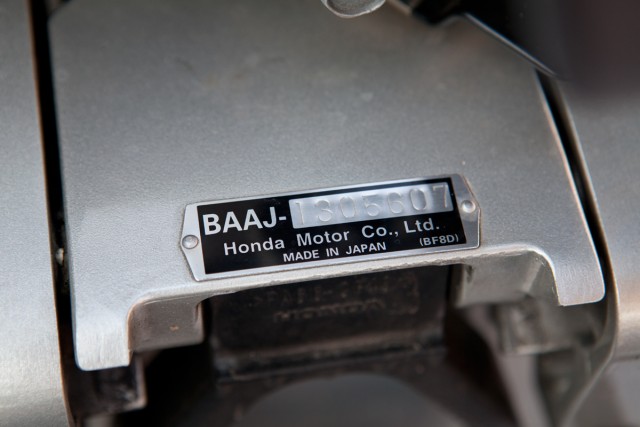 BAAJ-1305607
Honda Motor Co., Ltd.
MADE IN JAPAN (BF8D)